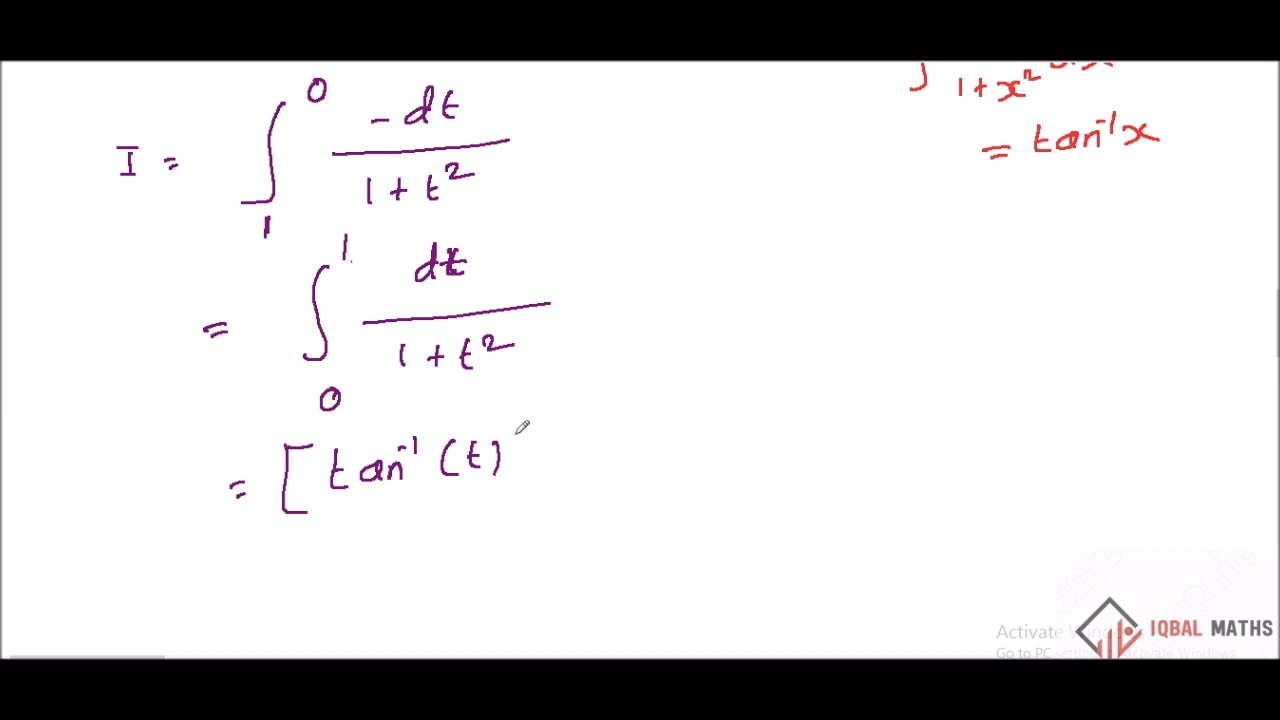 I = ∫₁⁰ -dt / 1 + t²
= ∫₀¹ dt / 1 + t²
= [ tan⁻¹ (t)
∫ 1 + x²
= tan⁻¹x
Activate
Go to PC settings to activate Windows.
IQBAL MATHS